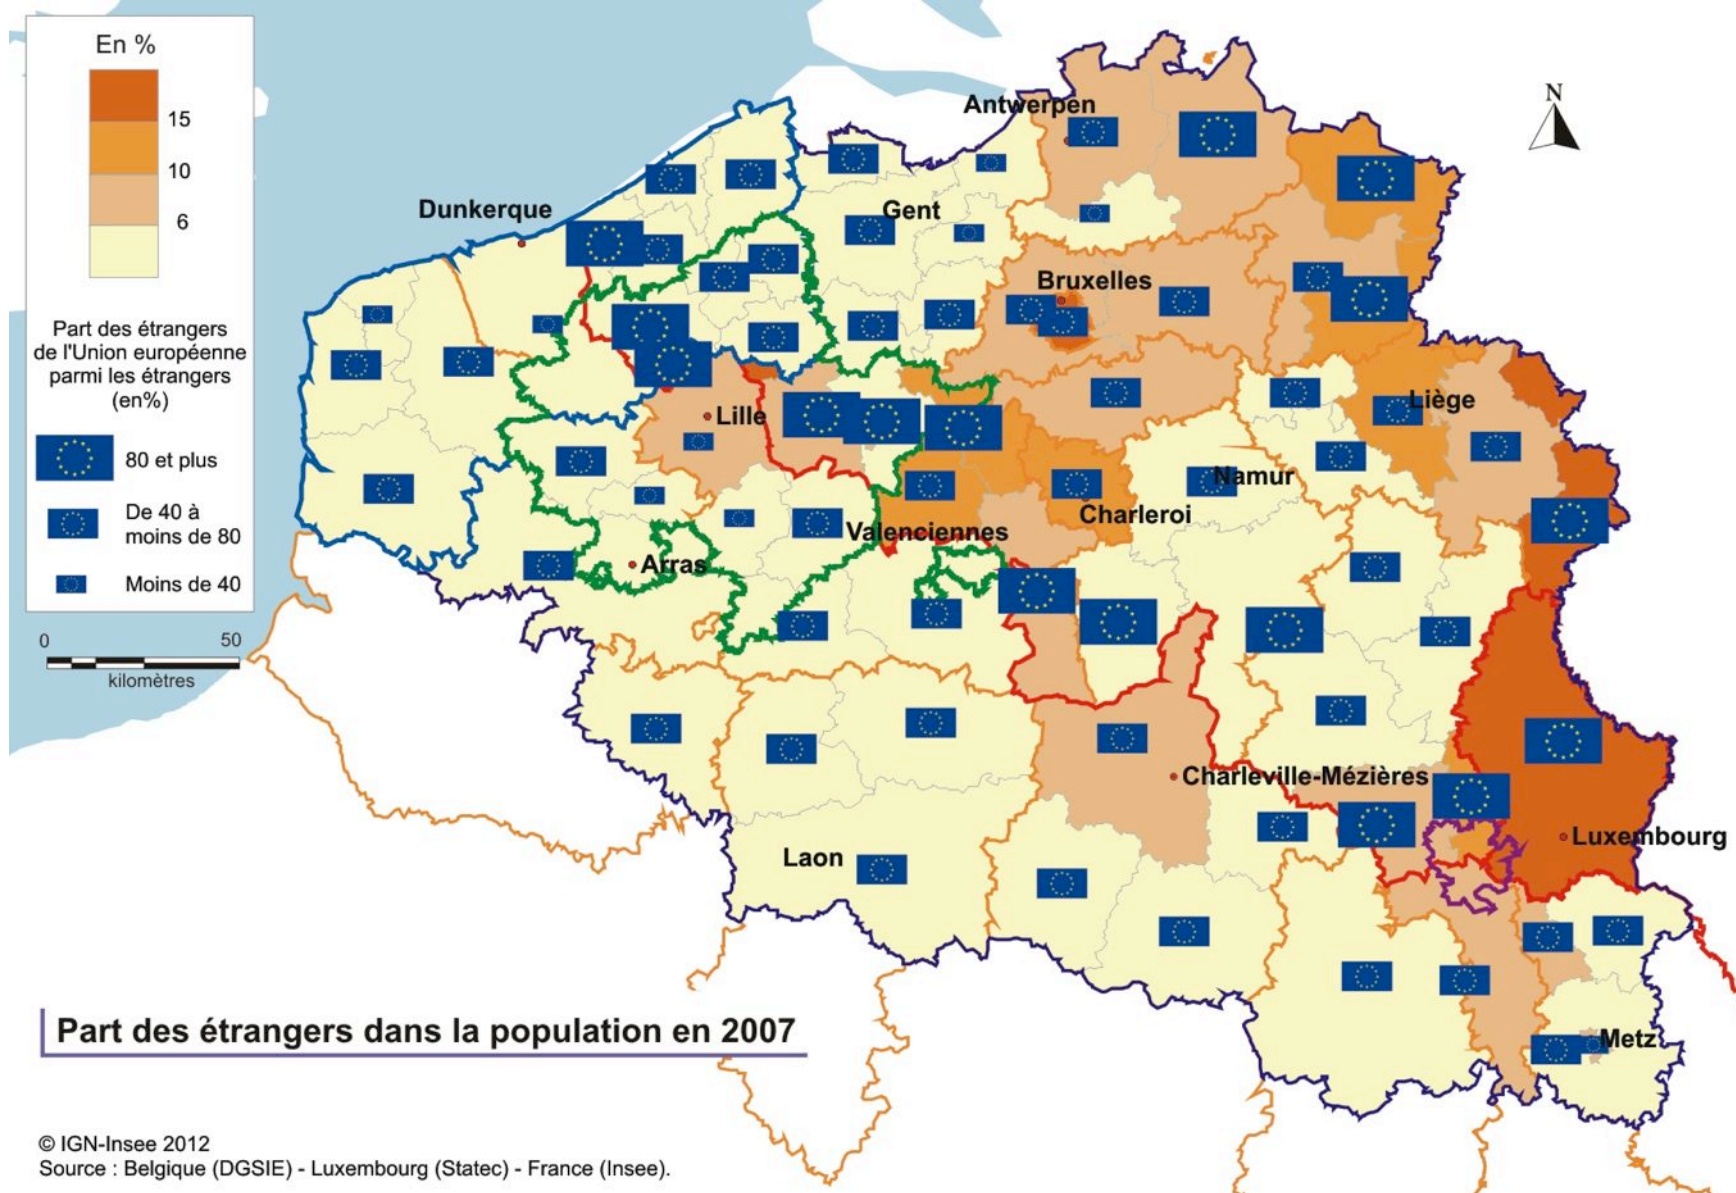 En %
15
10
6
Part des étrangers
de l'Union européenne
parmi les étrangers
(en%)
80 et plus
De 40 à
moins de 80
Moins de 40
0 50
kilomètres
N
Antwerpen
Dunkerque
Gent
Bruxelles
Lille
Liège
Namur
Charleroi
Valenciennes
Arras
Charleville-Mézières
Luxembourg
Laon
Metz
Part des étrangers dans la population en 2007
© IGN-Insee 2012
Source : Belgique (DGSIE) - Luxembourg (Statec) - France (Insee).